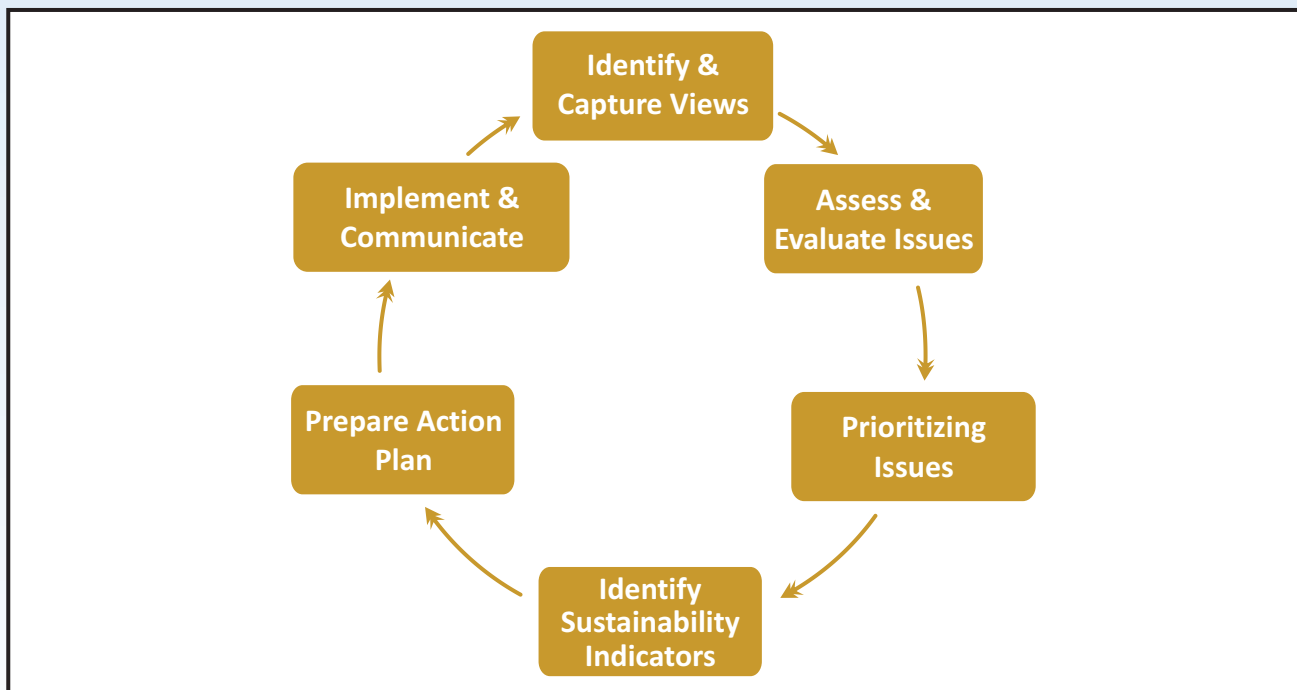 Identify &
Capture Views
Assess &
Evaluate Issues
Prioritizing
Issues
Identify
Sustainability
Indicators
Prepare Action
Plan
Implement &
Communicate